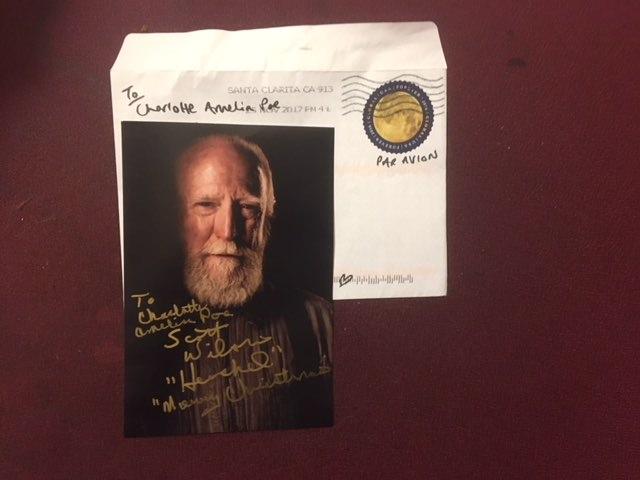 SANTA CLARITA CA 913
25 NOV 2017 PM 4 L
To
Charlotte Amelia Poe
PAR AVION
To
Charlotte
Amelia Poe
Scott
Wilson
"Hershel"
"Merry Christmas